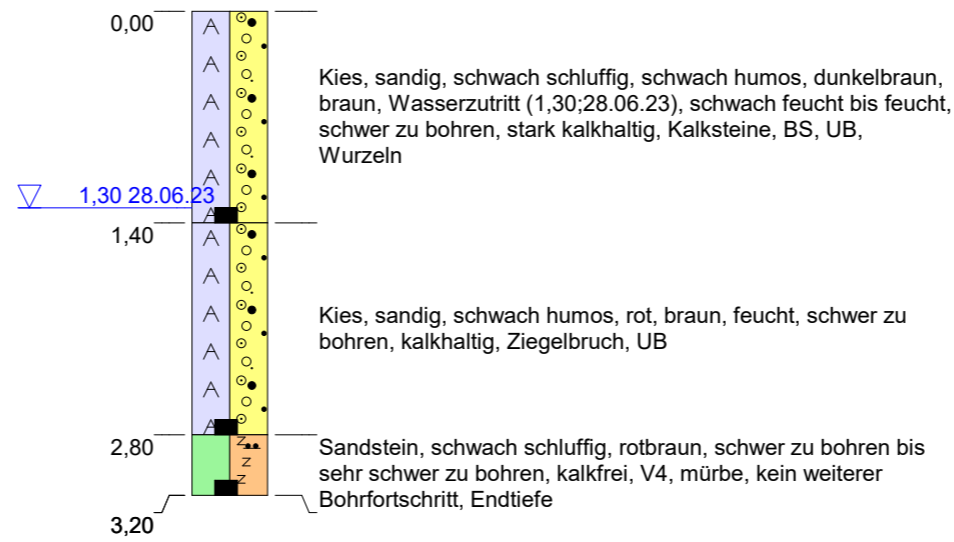 0,00
Kies, sandig, schwach schluffig, schwach humos, dunkelbraun,
braun, Wasserzutritt (1,30;28.06.23), schwach feucht bis feucht,
schwer zu bohren, stark kalkhaltig, Kalksteine, BS, UB,
Wurzeln
1,30 28.06.23
1,40
Kies, sandig, schwach humos, rot, braun, feucht, schwer zu
bohren, kalkhaltig, Ziegelbruch, UB
2,80
Sandstein, schwach schluffig, rotbraun, schwer zu bohren bis
sehr schwer zu bohren, kalkfrei, V4, mürbe, kein weiterer
Bohrfortschritt, Endtiefe
3,20
A
A
A
A
A
A
A
A
A
A
A
A
Z
Z
Z